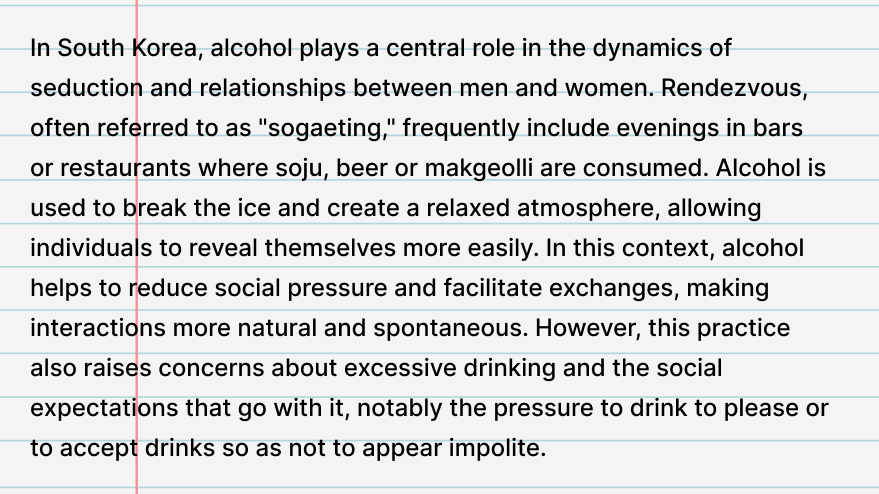 In South Korea, alcohol plays a central role in the dynamics of
seduction and relationships between men and women. Rendezvous,
often referred to as "sogaeting," frequently include evenings in bars
or restaurants where soju, beer or makgeolli are consumed. Alcohol is
used to break the ice and create a relaxed atmosphere, allowing
individuals to reveal themselves more easily. In this context, alcohol
helps to reduce social pressure and facilitate exchanges, making
interactions more natural and spontaneous. However, this practice
also raises concerns about excessive drinking and the social
expectations that go with it, notably the pressure to drink to please or
to accept drinks so as not to appear impolite.